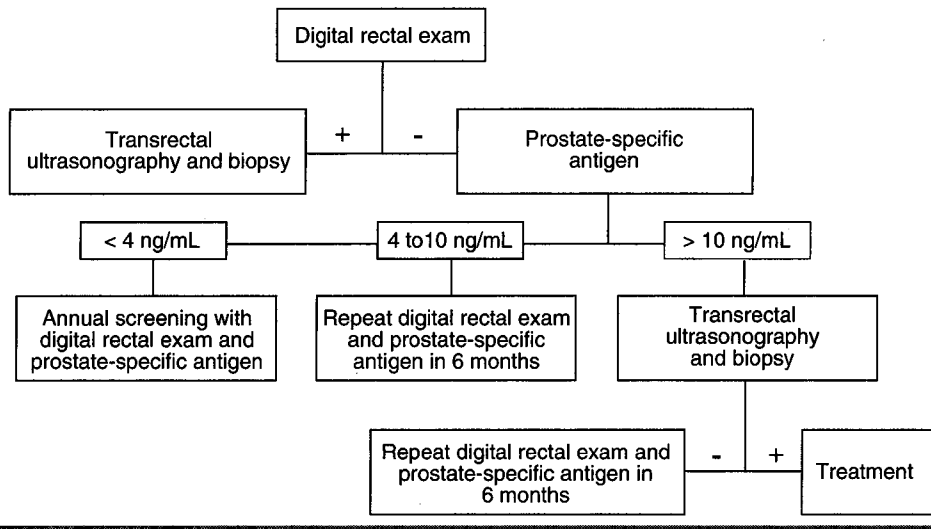 Digital rectal exam
+
-
Transrectal
ultrasonography and biopsy
Prostate-specific
antigen
< 4 ng/mL
4 to10 ng/mL
> 10 ng/mL
Annual screening with
digital rectal exam and
prostate-specific antigen
Repeat digital rectal exam
and prostate-specific
antigen in 6 months
Transrectal
ultrasonography
and biopsy
Repeat digital rectal exam and
prostate-specific antigen in
6 months
-
+
Treatment